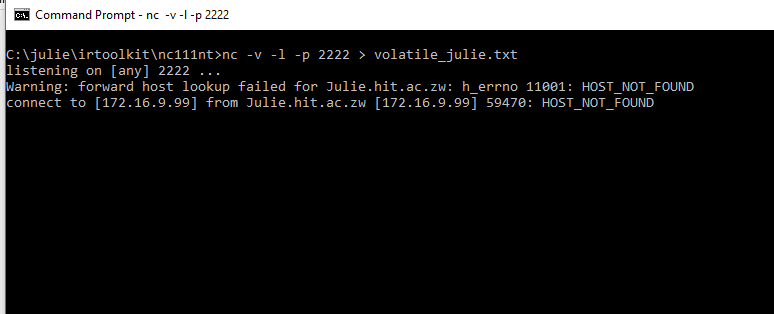 Command Prompt - nc -v -l -p 2222
C:\julie\irtoolkit\nc111nt>nc -v -l -p 2222 > volatile_julie.txt
listening on [any] 2222 ...
Warning: forward host lookup failed for Julie.hit.ac.zw: h_errno 11001: HOST_NOT_FOUND
connect to [172.16.9.99] from Julie.hit.ac.zw [172.16.9.99] 59470: HOST_NOT_FOUND